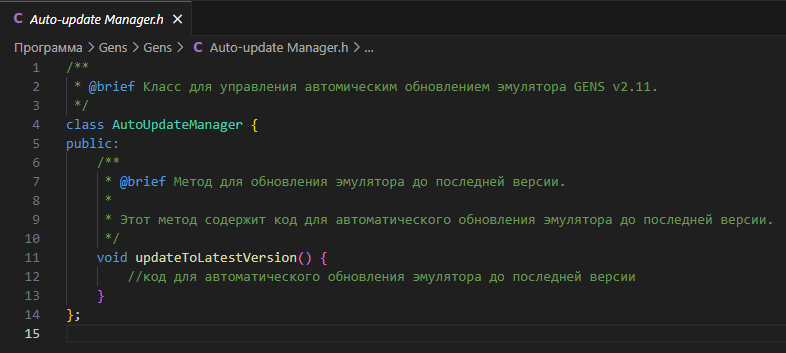 C Auto-update Manager.h ×
Программа > Gens > Gens > C Auto-update Manager.h > ...
1 /**
2 * @brief Класс для управления автомическим обновлением эмулятора GENS v2.11.
3 */
4 class AutoUpdateManager {
5 public:
6 /**
7 * @brief Метод для обновления эмулятора до последней версии.
8 *
9 * Этот метод содержит код для автоматического обновления эмулятора до последней версии.
10 */
11 void updateToLatestVersion() {
12 //код для автоматического обновления эмулятора до последней версии
13 }
14 };
15